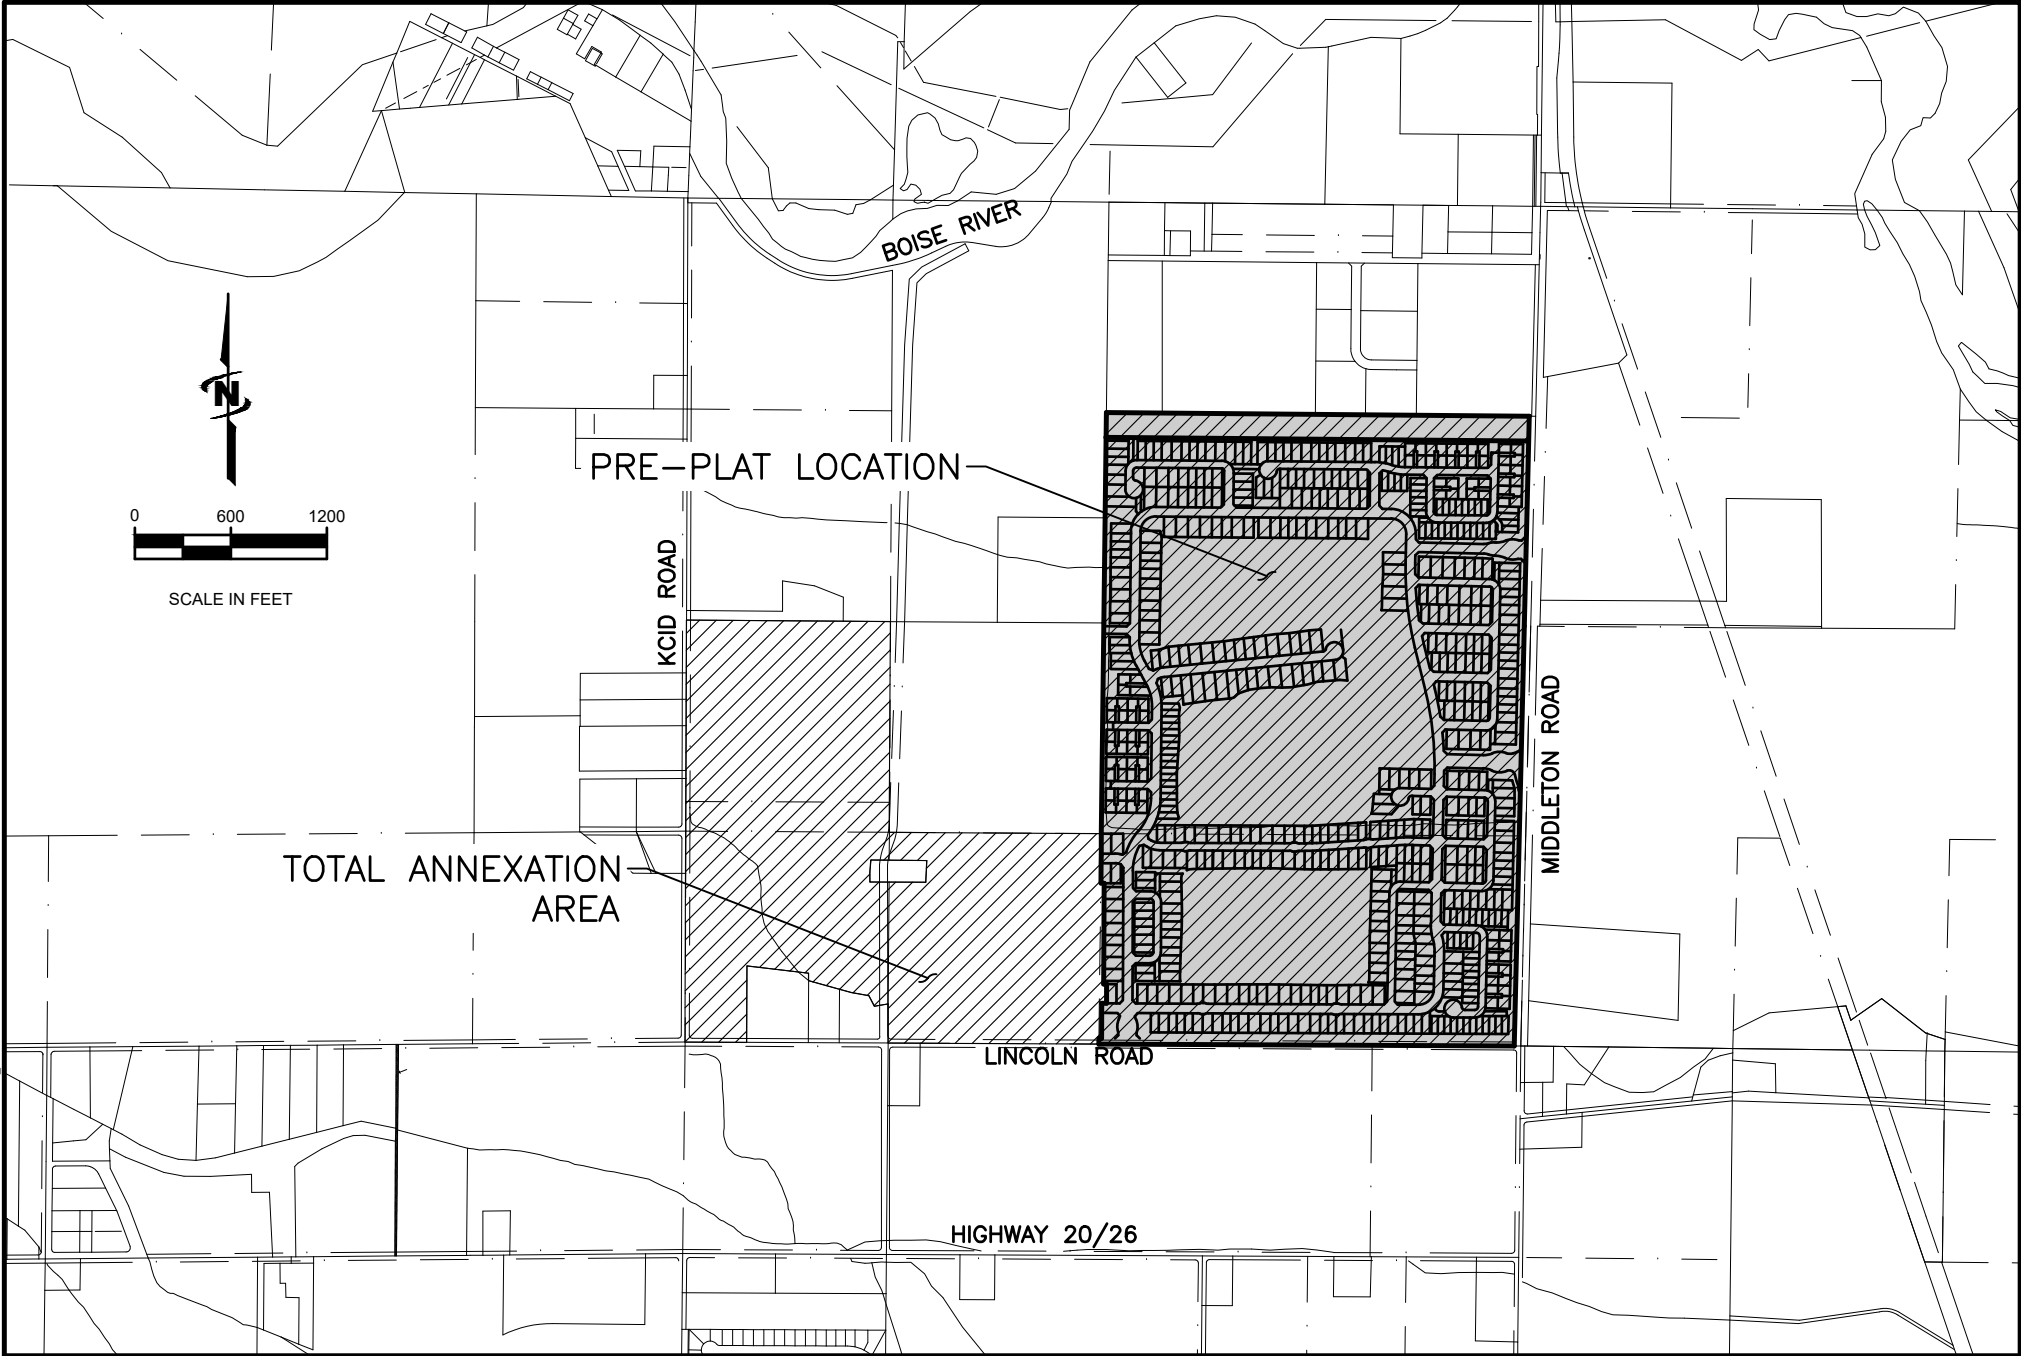 BOISE RIVER
N
PRE-PLAT LOCATION
0 600 1200
SCALE IN FEET
KCID ROAD
MIDDLETON ROAD
TOTAL ANNEXATION
AREA
LINCOLN ROAD
HIGHWAY 20/26